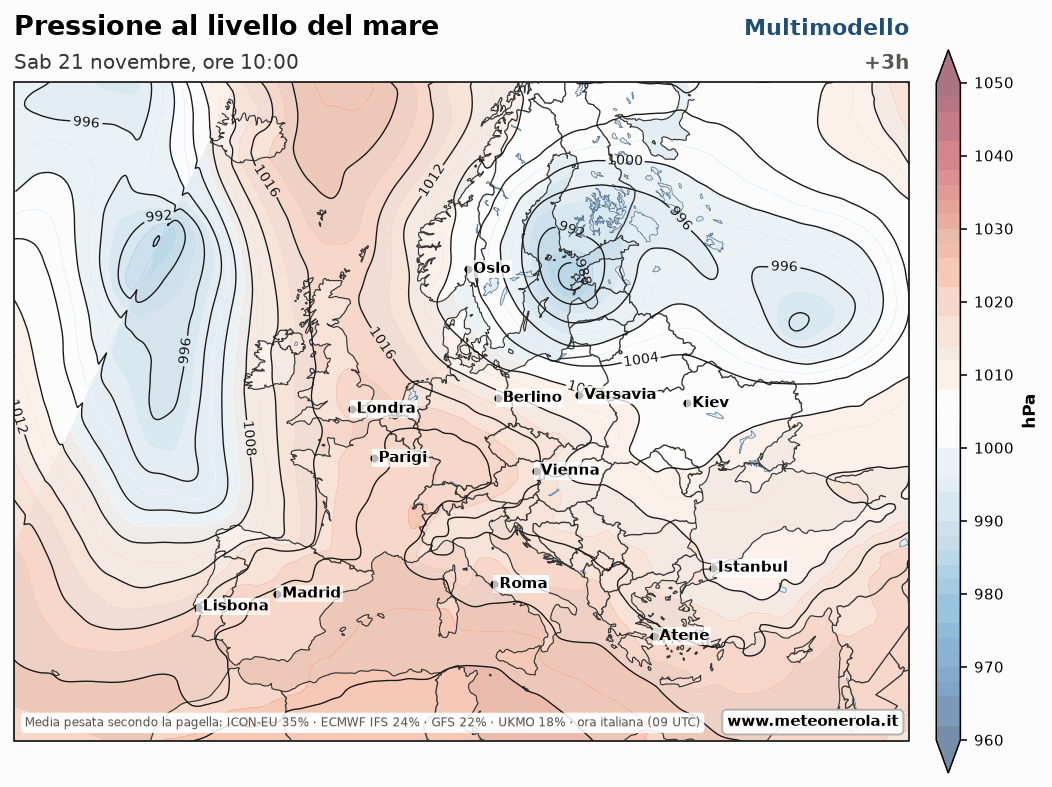 Pressione al livello del mare
Multimodello
Sab 21 novembre, ore 10:00
+3h
1050
1040
1030
1020
1010
1000
990
980
970
960
hPa
996
992
996
1012
1008
1016
1016
1012
1000
992
988
996
996
1004
Oslo
Berlino
Varsavia
Kiev
Londra
Parigi
Vienna
Istanbul
Roma
Madrid
Lisbona
Atene
Media pesata secondo la pagella: ICON-EU 35% · ECMWF IFS 24% · GFS 22% · UKMO 18% · ora italiana (09 UTC)
www.meteonerola.it